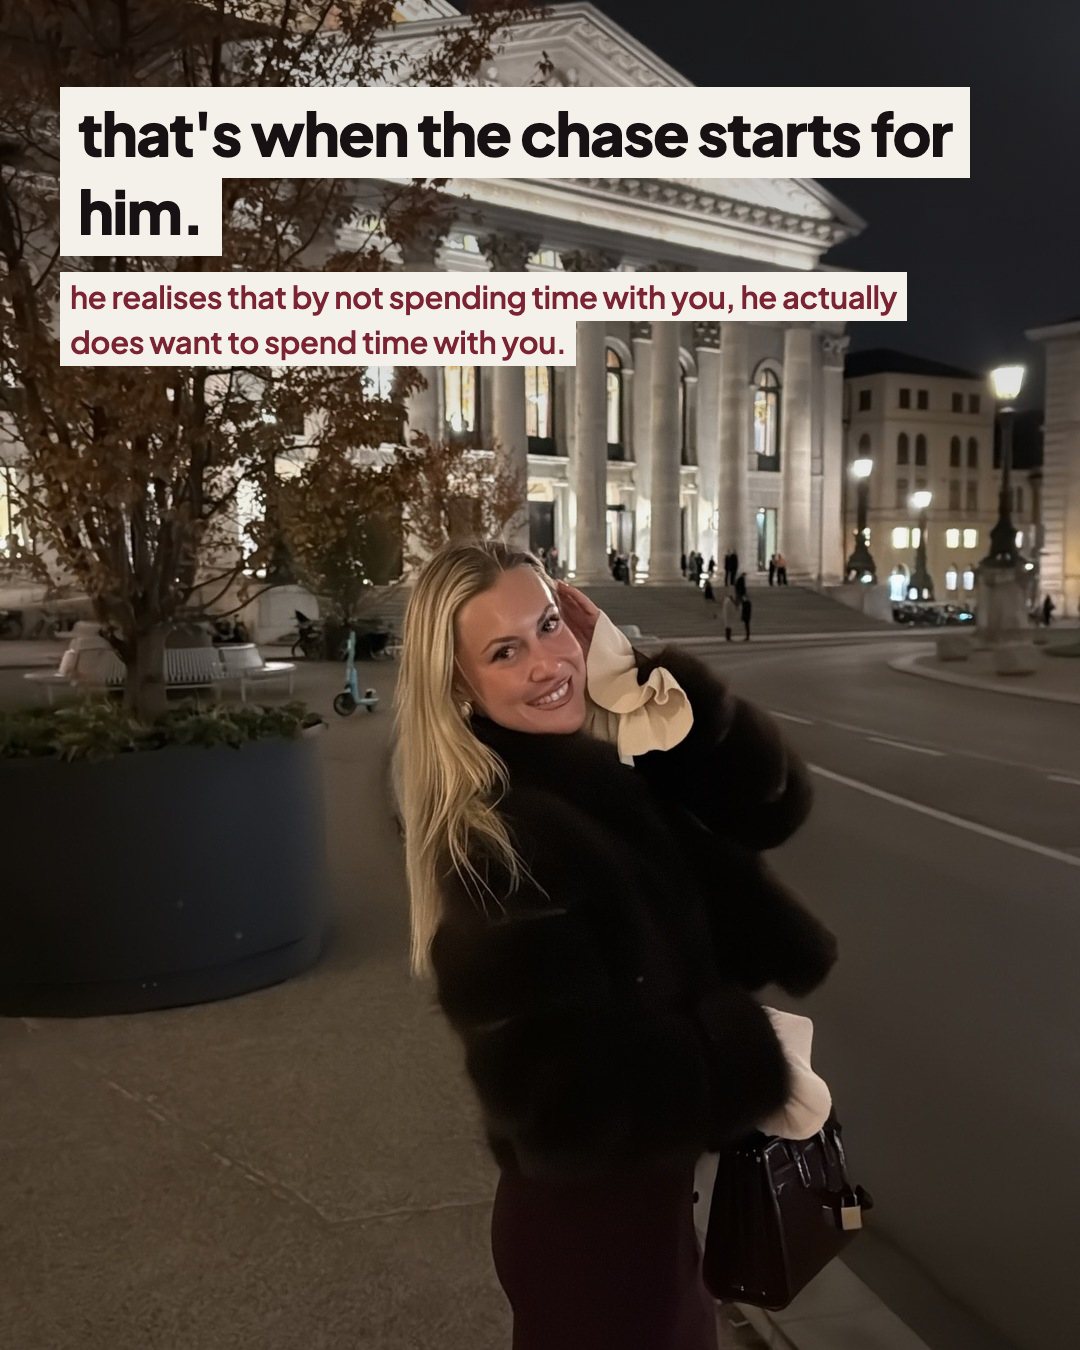 that's when the chase starts for
him.
he realises that by not spending time with you, he actually
does want to spend time with you.